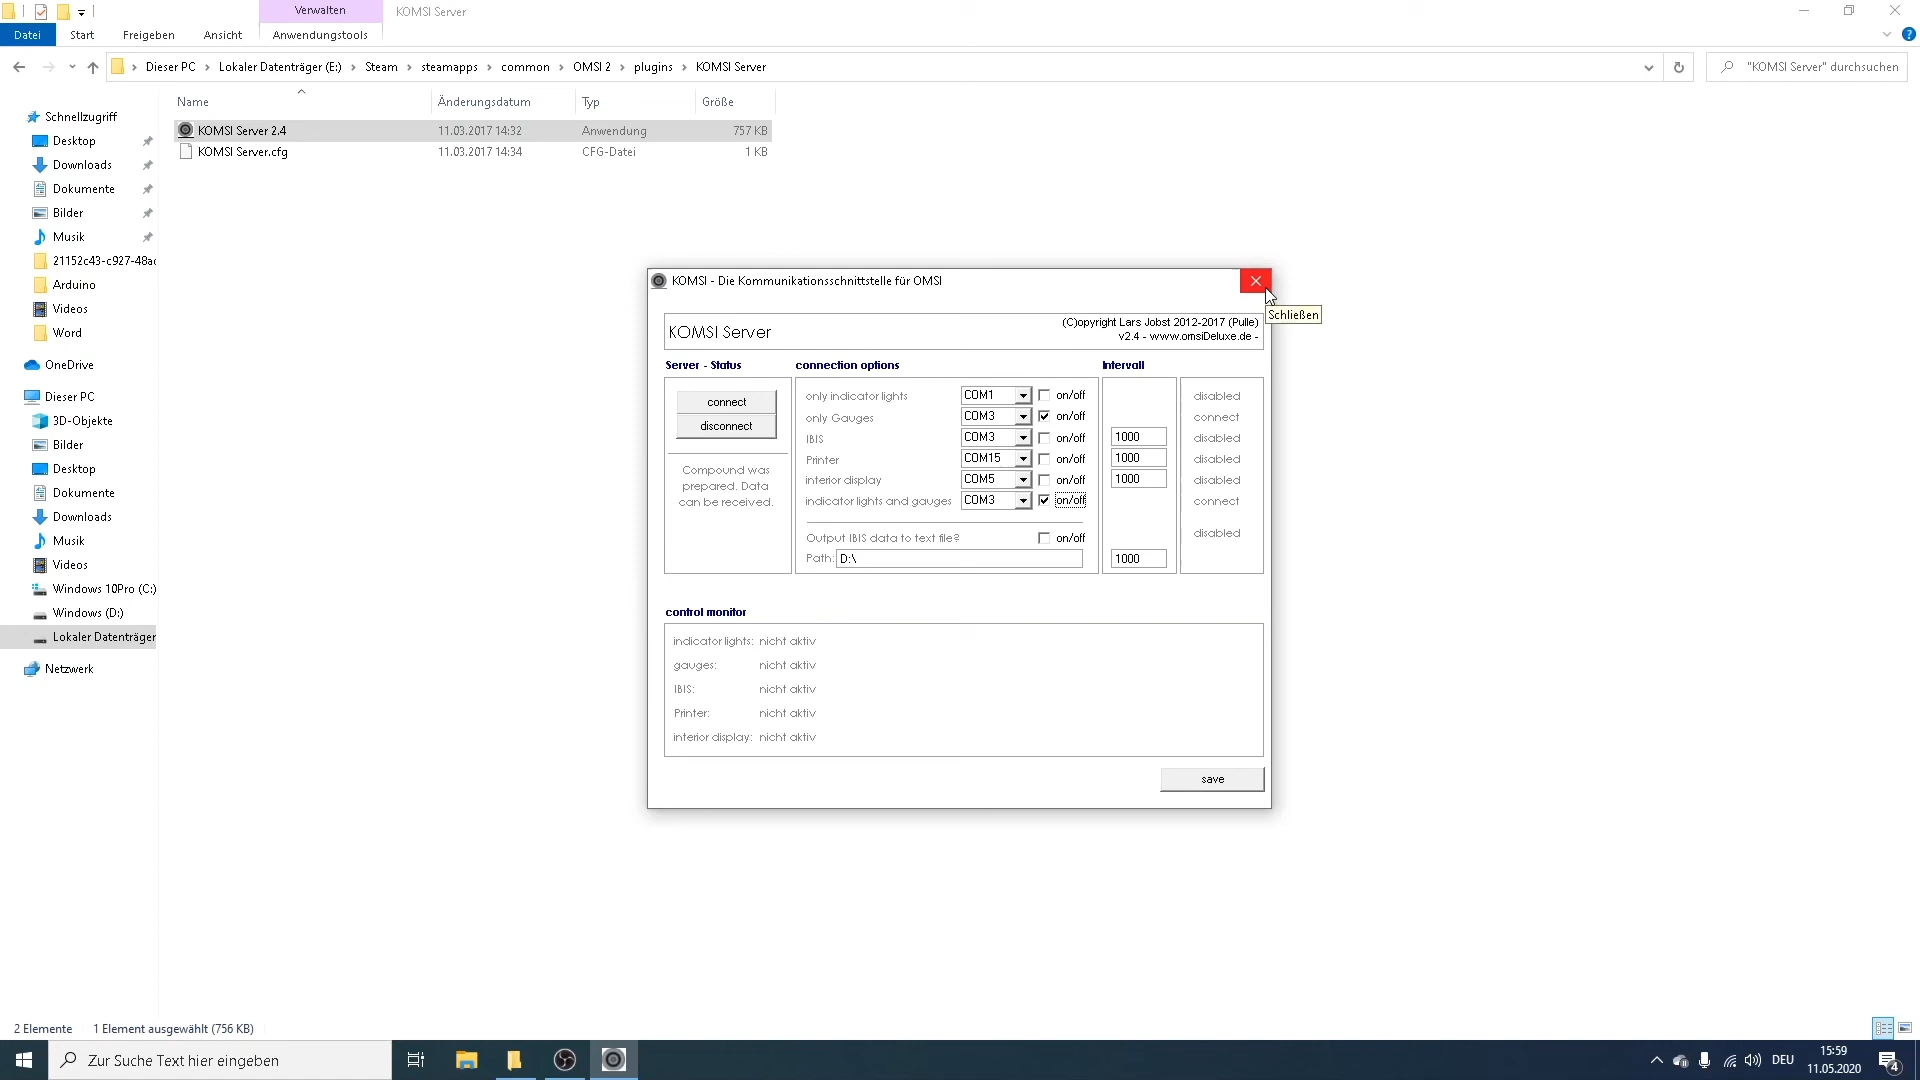 Verwalten
KOMSI Server
Datei
Start
Freigeben
Ansicht
Anwendungstools
Dieser PC
Lokaler Datenträger (E:)
Steam
steamapps
common
OMSI 2
plugins
KOMSI Server
"KOMSI Server" durchsuchen
Name
Änderungsdatum
Typ
Größe
KOMSI Server 2.4
11.03.2017 14:32
Anwendung
757 KB
KOMSI Server.cfg
11.03.2017 14:34
CFG-Datei
1 KB
Schnellzugriff
Desktop
Downloads
Dokumente
Bilder
Musik
21152c43-c927-48ac
Arduino
Videos
Word
OneDrive
Dieser PC
3D-Objekte
Bilder
Desktop
Dokumente
Downloads
Musik
Videos
Windows 10Pro (C:)
Windows (D:)
Lokaler Datenträger
Netzwerk
KOMSI - Die Kommunikationsschnittstelle für OMSI
Schließen
KOMSI Server
(C)opyright Lars Jobst 2012-2017 (Pulle)
v2.4 - www.omsiDeluxe.de -
Server - Status
connection options
Intervall
connect
disconnect
Compound was
prepared. Data
can be received.
only indicator lights
COM1
on/off
disabled
only Gauges
COM3
on/off
connect
IBIS
COM3
on/off
1000
disabled
Printer
COM15
on/off
1000
disabled
interior display
COM5
on/off
1000
disabled
indicator lights and gauges
COM3
on/off
connect
Output IBIS data to text file?
on/off
disabled
Path:
D:\
1000
control monitor
indicator lights: nicht aktiv
gauges: nicht aktiv
IBIS: nicht aktiv
Printer: nicht aktiv
interior display: nicht aktiv
save
2 Elemente
1 Element ausgewählt (756 KB)
Zur Suche Text hier eingeben
DEU
15:59
11.05.2020
4